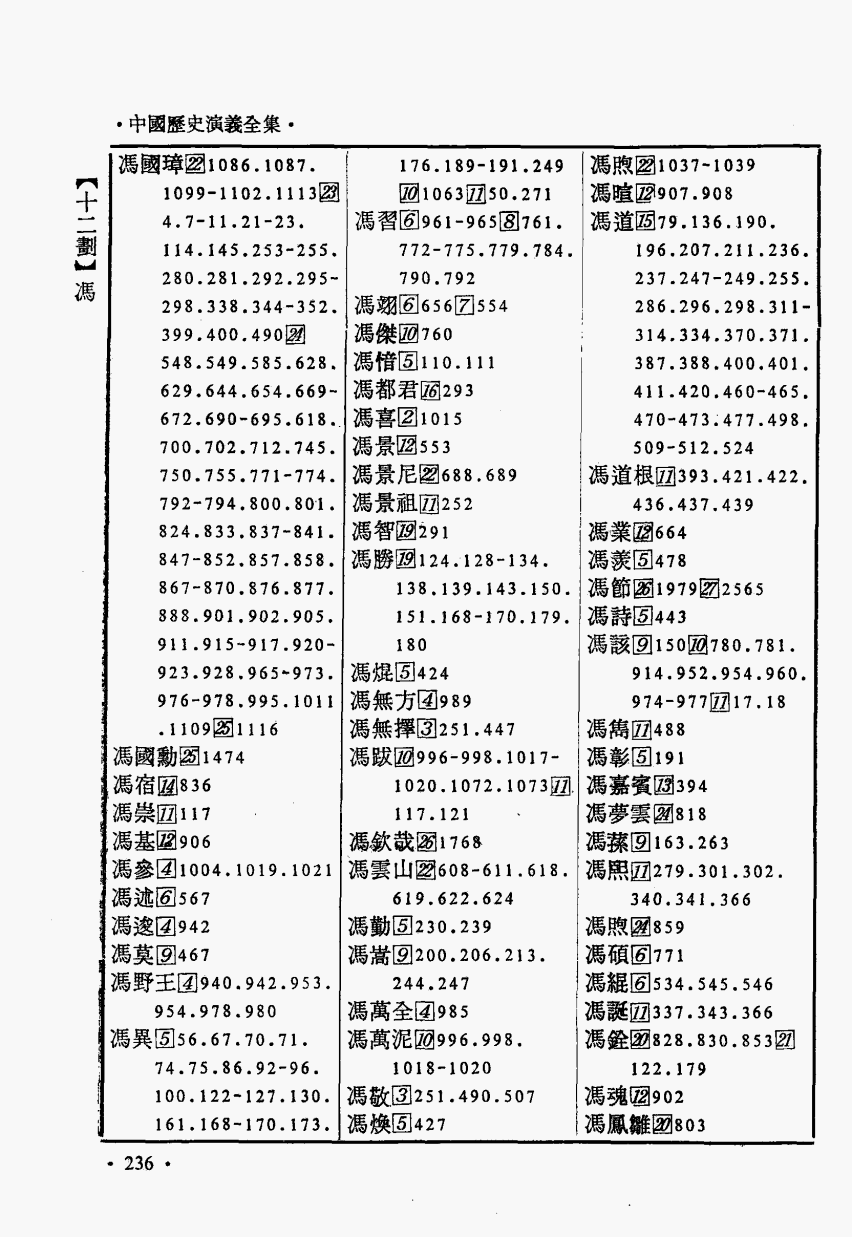 ·中國歷史演義全集·
【十二劃】馮
馮國璋[22]1086.1087.
1099-1102.1113[23]
4.7-11.21-23.
114.145.253-255.
280.281.292.295-
298.338.344-352.
399.400.490[24]
548.549.585.628.
629.644.654.669-
672.690-695.618.
700.702.712.745.
750.755.771-774.
792-794.800.801.
824.833.837-841.
847-852.857.858.
867-870.876.877.
888.901.902.905.
911.915-917.920-
923.928.965-973.
976-978.995.1011
.1109[25]1116
馮國勳[25]1474
馮宿[14]836
馮崇[11]117
馮基[12]906
馮參[4]1004.1019.1021
馮述[6]567
馮逡[4]942
馮莫[9]467
馮野王[4]940.942.953.
954.978.980
馮異[5]56.67.70.71.
74.75.86.92-96.
100.122-127.130.
161.168-170.173.
176.189-191.249
[10]1063[11]50.271
馮習[6]961-965[8]761.
772-775.779.784.
790.792
馮翊[6]656[7]554
馮傑[10]760
馮愔[5]110.111
馮都君[16]293
馮喜[2]1015
馮景[12]553
馮景尼[22]688.689
馮景祖[11]252
馮智[19]291
馮勝[19]124.128-134.
138.139.143.150.
151.168-170.179.
180
馮焜[5]424
馮無方[4]989
馮無擇[3]251.447
馮跋[10]996-998.1017-
1020.1072.1073[11]
117.121
馮欽哉[26]1768
馮雲山[22]608-611.618.
619.622.624
馮勤[5]230.239
馮嵩[9]200.206.213.
244.247
馮萬全[4]985
馮萬泥[10]996.998.
1018-1020
馮敬[3]251.490.507
馮煥[5]427
馮煦[22]1037-1039
馮暄[12]907.908
馮道[15]79.136.190.
196.207.211.236.
237.247-249.255.
286.296.298.311-
314.334.370.371.
387.388.400.401.
411.420.460-465.
470-473.477.498.
509-512.524
馮道根[11]393.421.422.
436.437.439
馮業[12]664
馮羨[5]478
馮節[26]1979[27]2565
馮詩[5]443
馮該[9]150[10]780.781.
914.952.954.960.
974-977[11]17.18
馮雋[11]488
馮彰[5]191
馮嘉賓[13]394
馮夢雲[24]818
馮蓀[9]163.263
馮熙[11]279.301.302.
340.341.366
馮煦[24]859
馮碩[6]771
馮緄[6]534.545.546
馮誕[11]337.343.366
馮銓[20]828.830.853[21]
122.179
馮魂[12]902
馮鳳雛[20]803
·236·